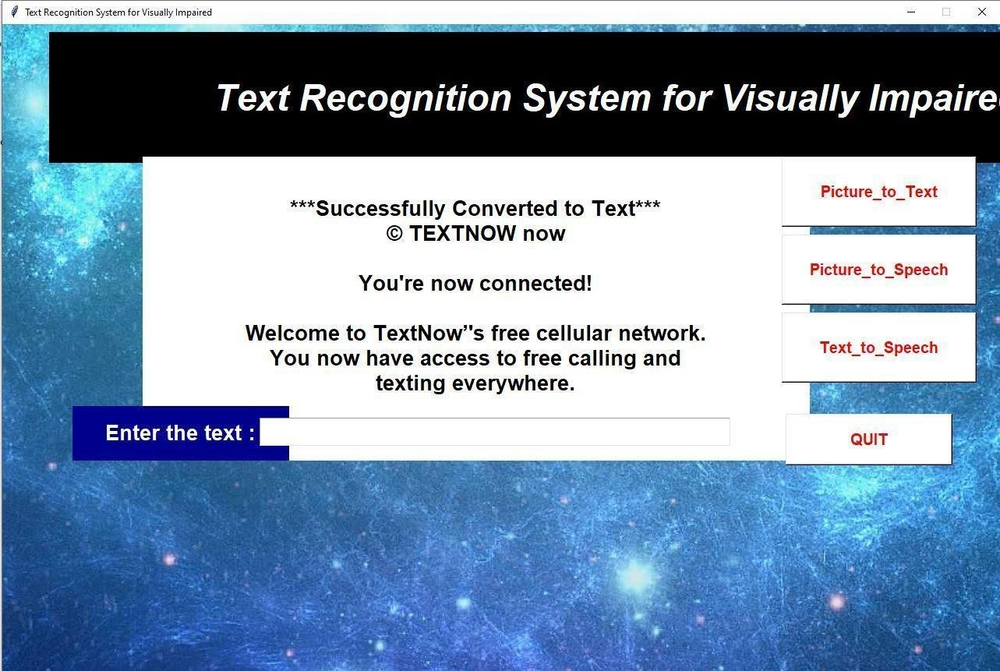 Text Recognition System for Visually Impaired
Text Recognition System for Visually Impaire
***Successfully Converted to Text***
© TEXTNOW now
You're now connected!
Welcome to TextNow’'s free cellular network.
You now have access to free calling and
texting everywhere.
Picture_to_Text
Picture_to_Speech
Text_to_Speech
Enter the text :
QUIT